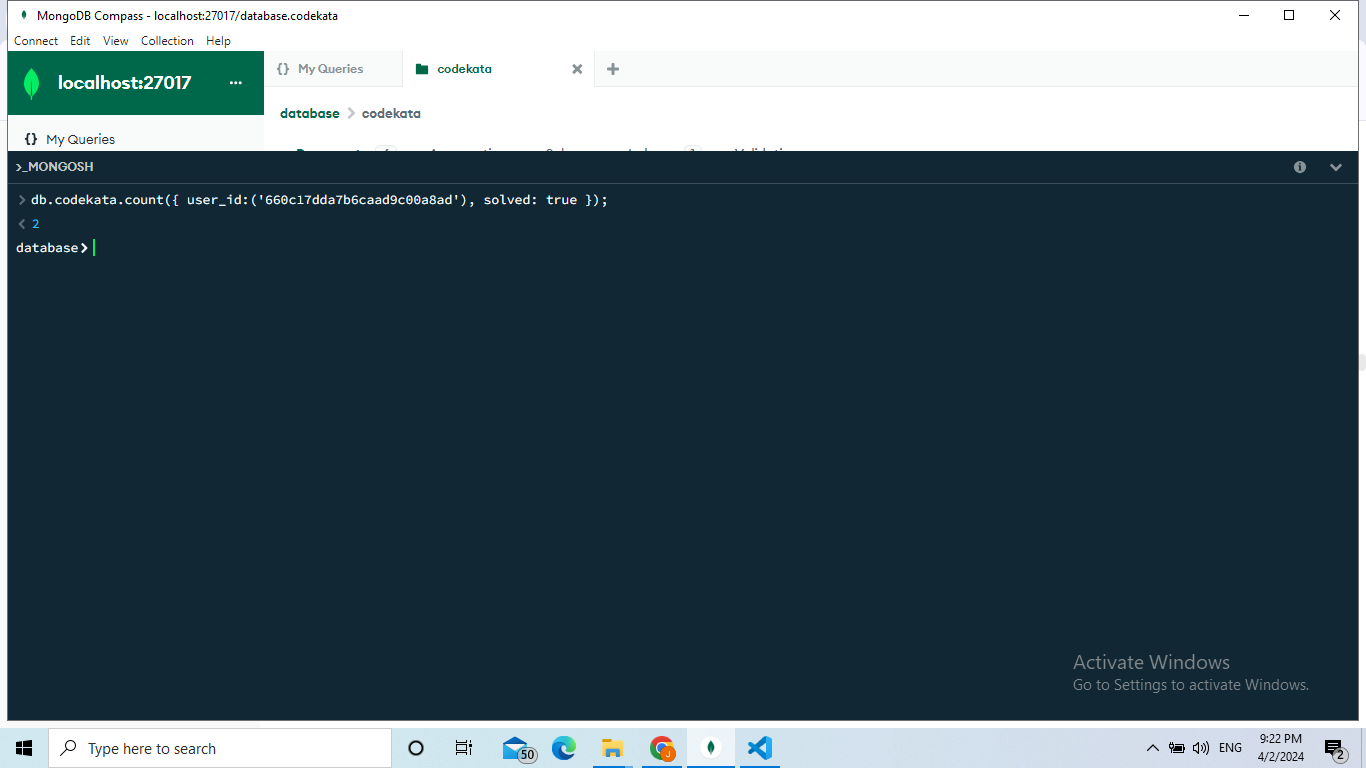 MongoDB Compass - localhost:27017/database.codekata
Connect Edit View Collection Help
localhost:27017 ...
{} My Queries
codekata
database > codekata
{} My Queries
>_MONGOSH
> db.codekata.count({ user_id:('660c17dda7b6caad9c00a8ad'), solved: true });
< 2
database>
Activate Windows
Go to Settings to activate Windows.
Type here to search
50
J
ENG
9:22 PM
4/2/2024
2